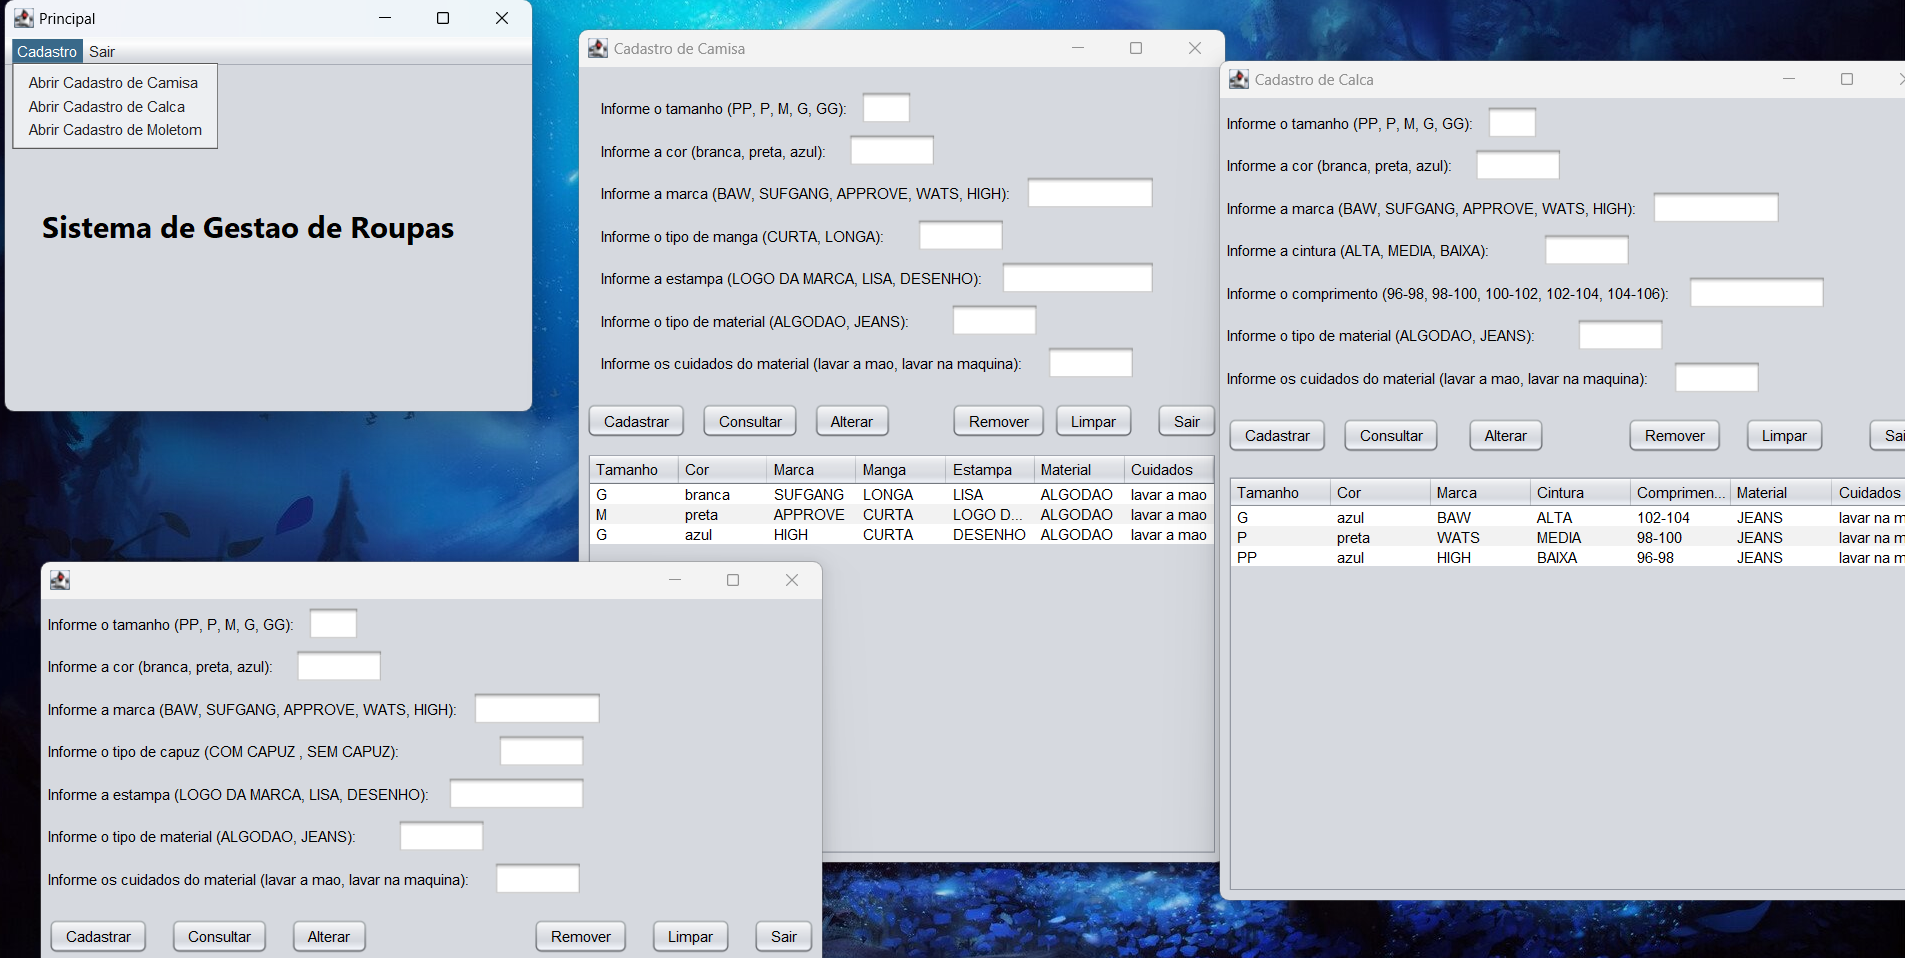 Principal
Cadastro Sair
Abrir Cadastro de Camisa
Abrir Cadastro de Calca
Abrir Cadastro de Moletom
Sistema de Gestao de Roupas
Cadastro de Camisa
Informe o tamanho (PP, P, M, G, GG):
Informe a cor (branca, preta, azul):
Informe a marca (BAW, SUFGANG, APPROVE, WATS, HIGH):
Informe o tipo de manga (CURTA, LONGA):
Informe a estampa (LOGO DA MARCA, LISA, DESENHO):
Informe o tipo de material (ALGODAO, JEANS):
Informe os cuidados do material (lavar a mao, lavar na maquina):
Cadastrar Consultar Alterar Remover Limpar Sair
Tamanho Cor Marca Manga Estampa Material Cuidados
G branca SUFGANG LONGA LISA ALGODAO lavar a mao
M preta APPROVE CURTA LOGO D... ALGODAO lavar a mao
G azul HIGH CURTA DESENHO ALGODAO lavar a mao
Cadastro de Calca
Informe o tamanho (PP, P, M, G, GG):
Informe a cor (branca, preta, azul):
Informe a marca (BAW, SUFGANG, APPROVE, WATS, HIGH):
Informe a cintura (ALTA, MEDIA, BAIXA):
Informe o comprimento (96-98, 98-100, 100-102, 102-104, 104-106):
Informe o tipo de material (ALGODAO, JEANS):
Informe os cuidados do material (lavar a mao, lavar na maquina):
Cadastrar Consultar Alterar Remover Limpar Sai
Tamanho Cor Marca Cintura Comprimen... Material Cuidados
G azul BAW ALTA 102-104 JEANS lavar na m
P preta WATS MEDIA 98-100 JEANS lavar na m
PP azul HIGH BAIXA 96-98 JEANS lavar na m
Informe o tamanho (PP, P, M, G, GG):
Informe a cor (branca, preta, azul):
Informe a marca (BAW, SUFGANG, APPROVE, WATS, HIGH):
Informe o tipo de capuz (COM CAPUZ , SEM CAPUZ):
Informe a estampa (LOGO DA MARCA, LISA, DESENHO):
Informe o tipo de material (ALGODAO, JEANS):
Informe os cuidados do material (lavar a mao, lavar na maquina):
Cadastrar Consultar Alterar Remover Limpar Sair